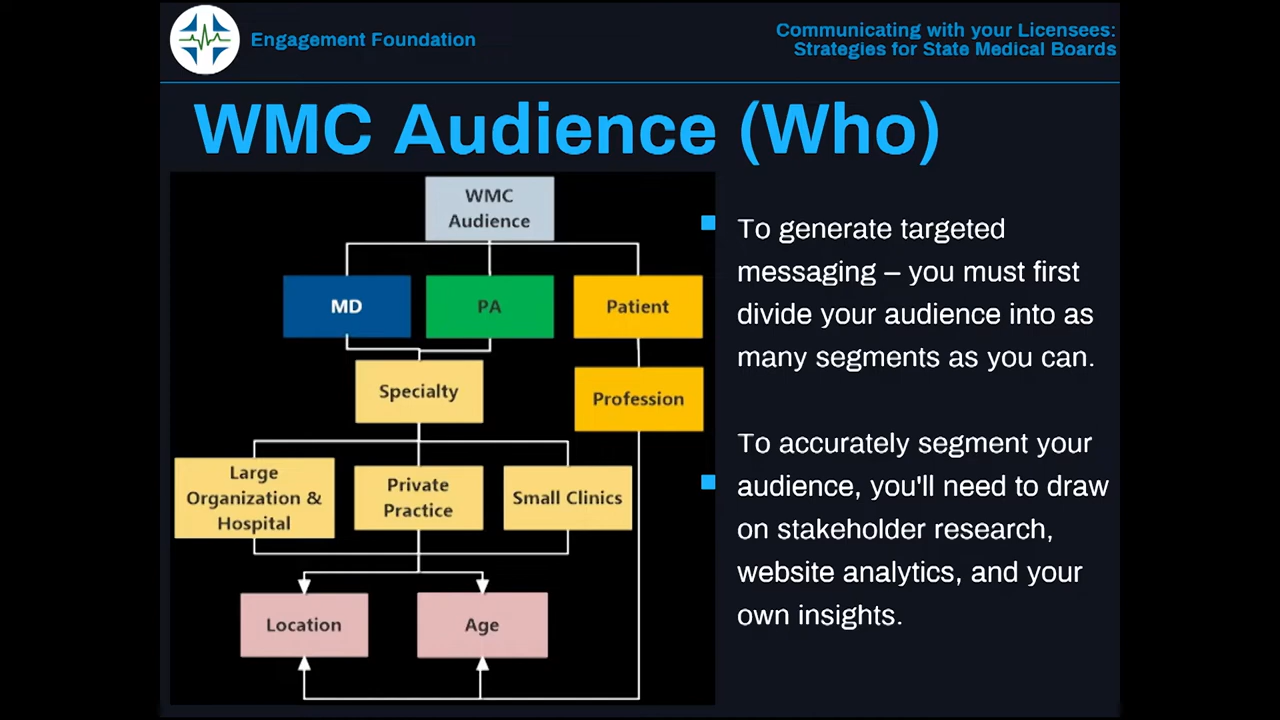 Engagement Foundation
Communicating with your Licensees:
Strategies for State Medical Boards
WMC Audience (Who)
WMC
Audience
MD
PA
Patient
Specialty
Profession
Large
Organization &
Hospital
Private
Practice
Small Clinics
Location
Age
To generate targeted
messaging – you must first
divide your audience into as
many segments as you can.
To accurately segment your
audience, you'll need to draw
on stakeholder research,
website analytics, and your
own insights.